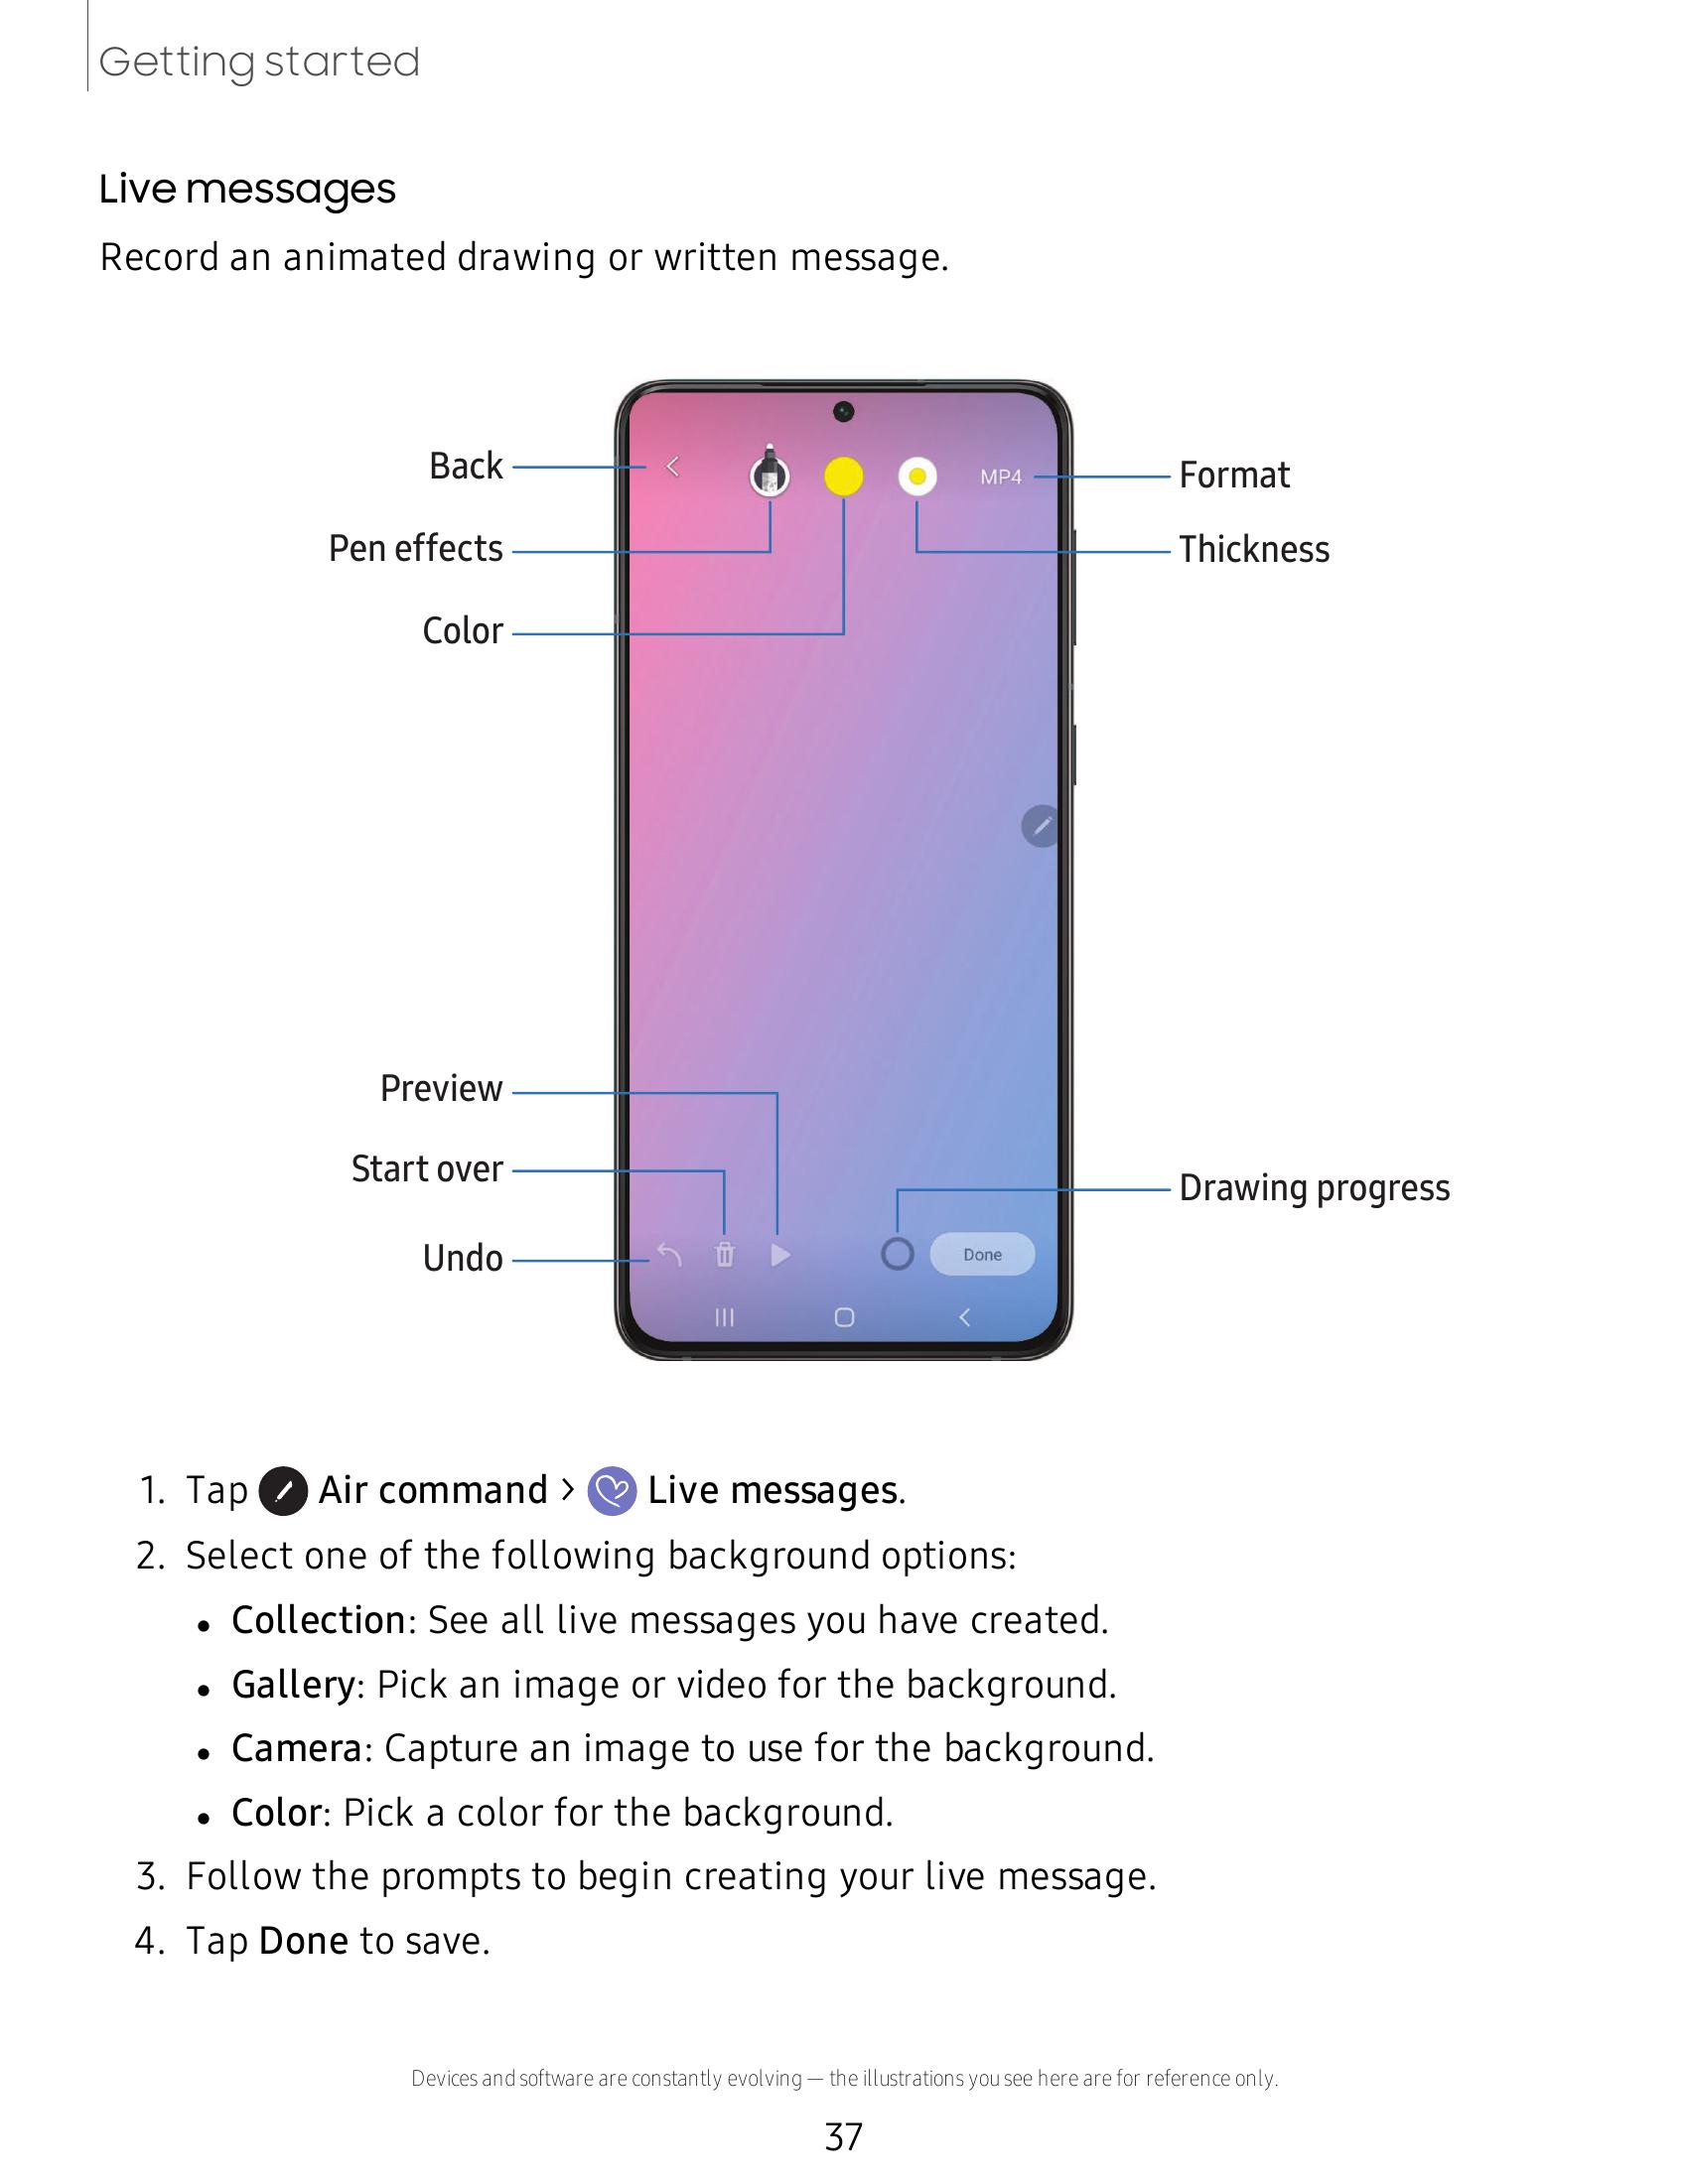 Getting started
Live messages
Record an animated drawing or written message.
Back
MP4
Format
Pen effects
Thickness
Color
Preview
Start over
Drawing progress
Undo
Done
1. Tap Air command > Live messages.
2. Select one of the following background options:
• Collection: See all live messages you have created.
• Gallery: Pick an image or video for the background.
• Camera: Capture an image to use for the background.
• Color: Pick a color for the background.
3. Follow the prompts to begin creating your live message.
4. Tap Done to save.
Devices and software are constantly evolving — the illustrations you see here are for reference only.
37